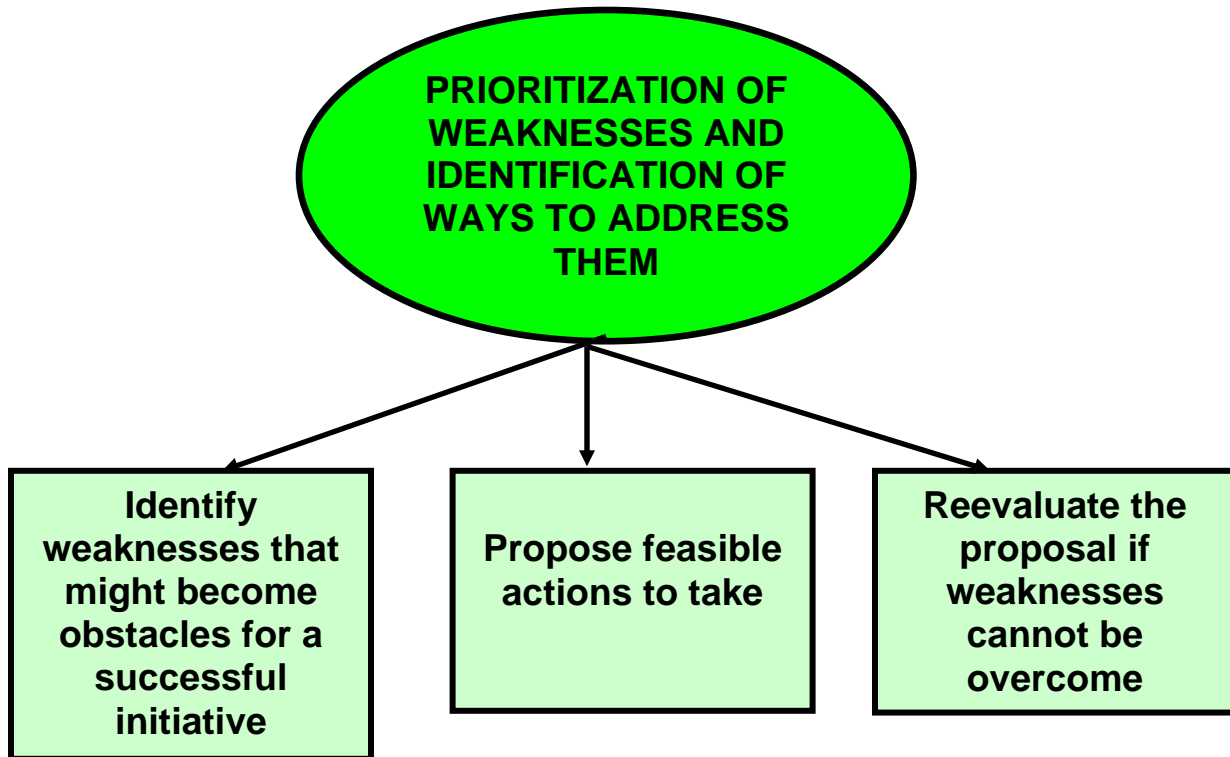 PRIORITIZATION OF
WEAKNESSES AND
IDENTIFICATION OF
WAYS TO ADDRESS
THEM
Identify
weaknesses that
might become
obstacles for a
successful
initiative
Propose feasible
actions to take
Reevaluate the
proposal if
weaknesses
cannot be
overcome